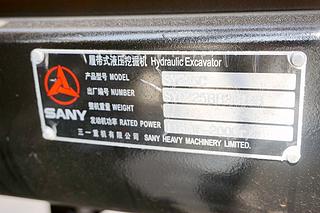 履带式液压挖掘机 Hydraulic Excavator
产品型号 MODEL
出厂编号 NUMBER
整机重量 WEIGHT
发动机功率 RATED POWER
SANY
三一重机有限公司 SANY HEAVY MACHINERY LIMITED.